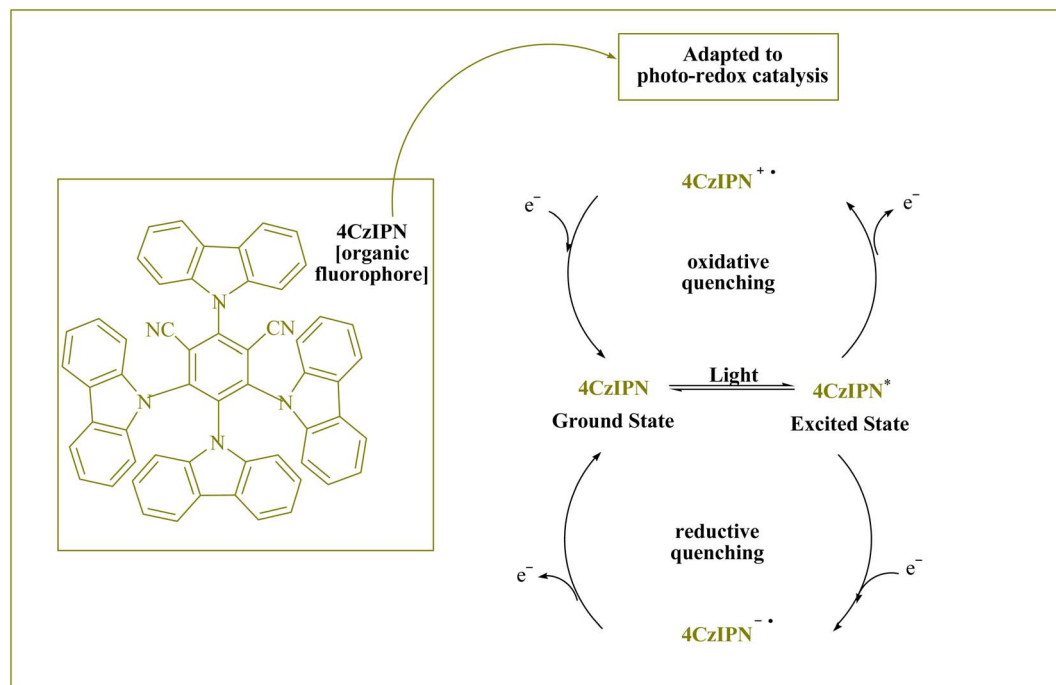 Adapted to
photo-redox catalysis
4CzIPN
[organic
fluorophore]
N
NC
CN
N
N
N
4CzIPN⁺•
e⁻
e⁻
oxidative
quenching
4CzIPN
Light
4CzIPN*
Ground State
Excited State
reductive
quenching
e⁻
e⁻
4CzIPN⁻•